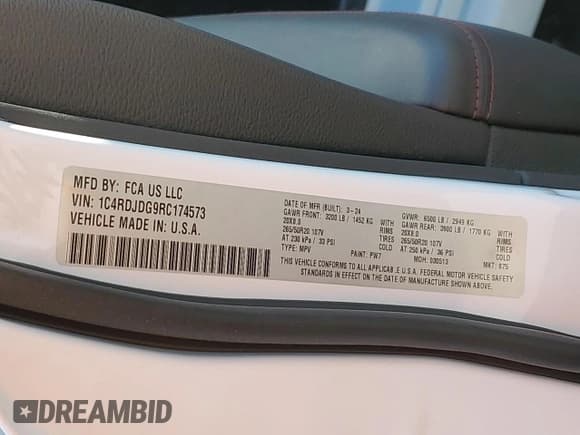 MFD BY: FCA US LLC
VIN: 1C4RDJDG9RC174573
VEHICLE MADE IN U.S.A.
DATE OF MFR (BUILT). 3-24
GAWR FRONT: 3200 LB / 1452 KG WITH
20X8.0 RIMS
265/50R20 107V TIRES
AT 230 kPa / 33 PSI COLD
TYPE: MPV PAINT: PW7
GVWR: 6500 LB / 2949 KG
GAWR REAR: 3900 LB / 1770 KG WITH
20X8.0 RIMS
265/50R20 107V TIRES
AT 250 kPa / 36 PSI COLD
MDH: 030513 MKT: 875
THIS VEHICLE CONFORMS TO ALL APPLICAB .E U.S.A. FEDERAL MOTOR VEHICLE SAFETY
STANDARDS IN EFFECT ON THE DATE OF MANUFACTURE SHOWN ABOVE.
DREAMBID